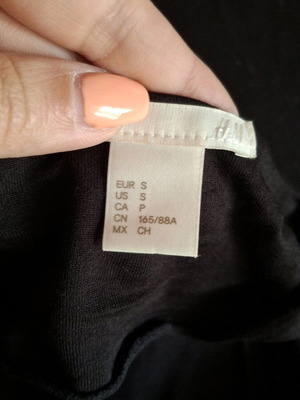 EUR S
US S
CA P
CN 165/88A
MX CH